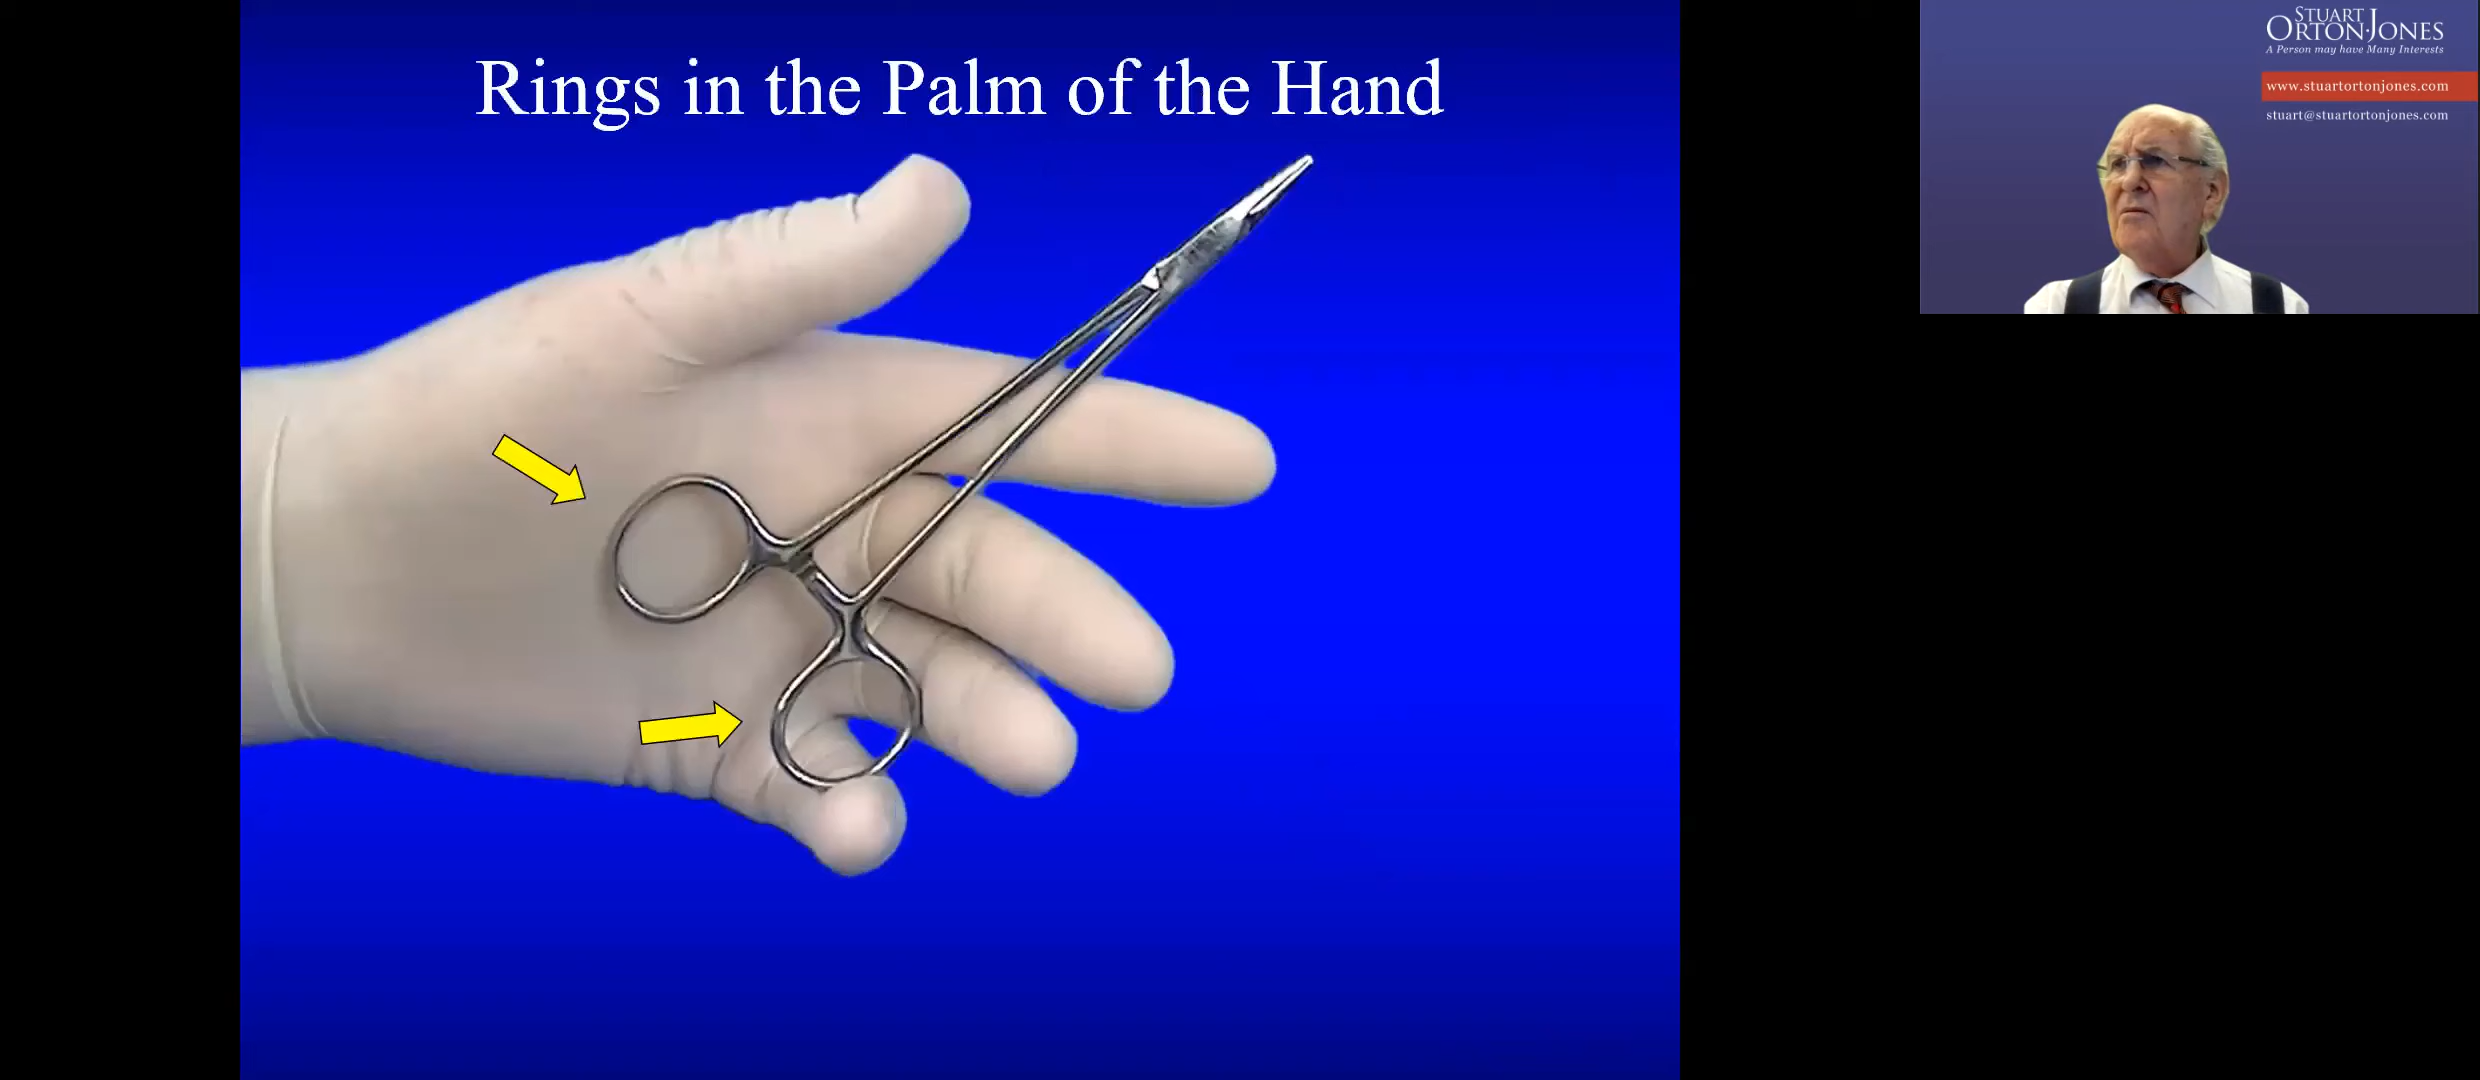 Rings in the Palm of the Hand
STUART
ORTON-JONES
A Person may have Many Interests
www.stuartortonjones.com
stuart@stuartortonjones.com